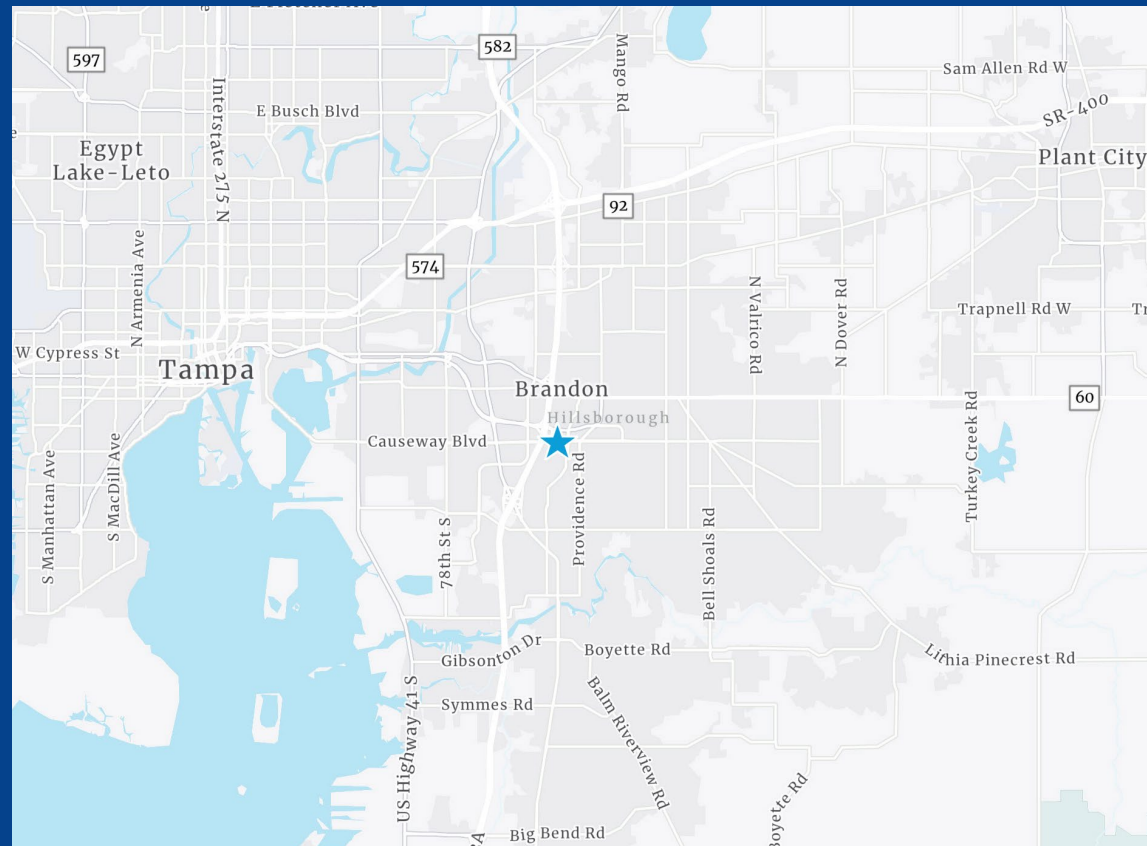 582
597
Mango Rd
Sam Allen Rd W
Interstate 275 N
E Busch Blvd
SR-400
Egypt
Lake-Leto
Plant City
92
N Armenia Ave
574
N Valrico Rd
N Dover Rd
Trapnell Rd W
W Cypress St
Tampa
Brandon
60
Hillsborough
Causeway Blvd
Turkey Creek Rd
S Manhattan Ave
S MacDill Ave
Providence Rd
78th St S
Bell Shoals Rd
Gibsonton Dr
Boyette Rd
Lithia Pinecrest Rd
US Highway 41 S
Symmes Rd
Balm Riverview Rd
Boyette Rd
Big Bend Rd